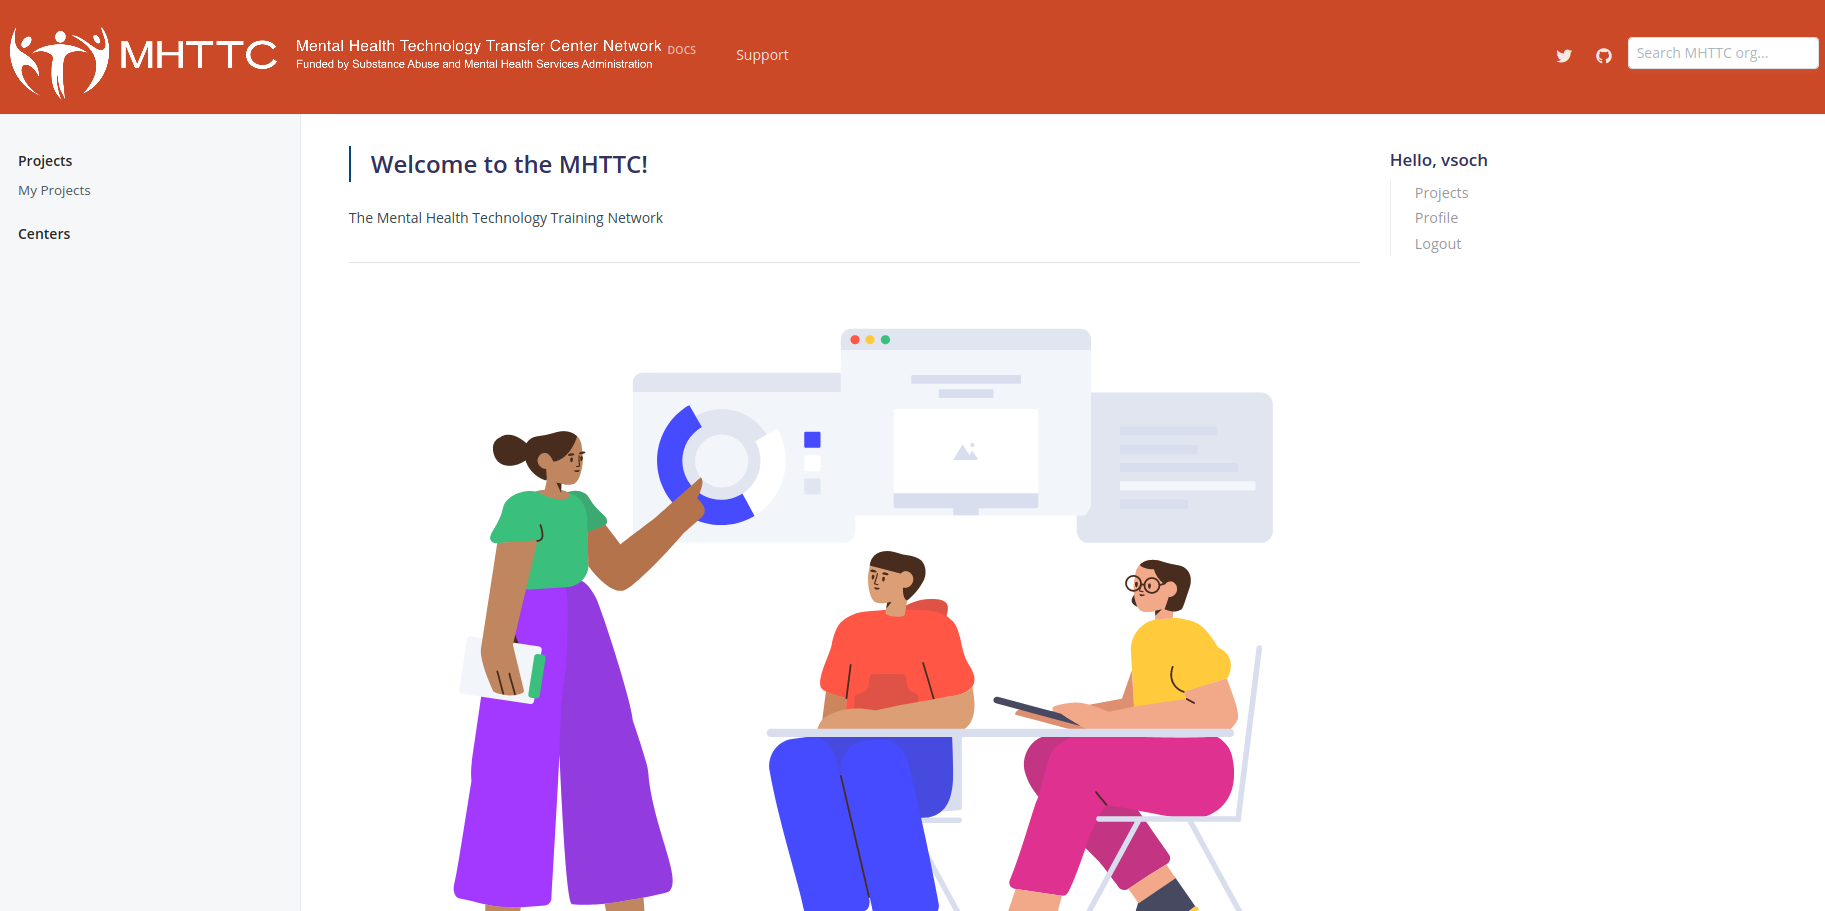 MHTTC
Mental Health Technology Transfer Center Network
Funded by Substance Abuse and Mental Health Services Administration
DOCS
Support
Search MHTTC org...
Projects
My Projects
Centers
Welcome to the MHTTC!
The Mental Health Technology Training Network
Hello, vsoch
Projects
Profile
Logout